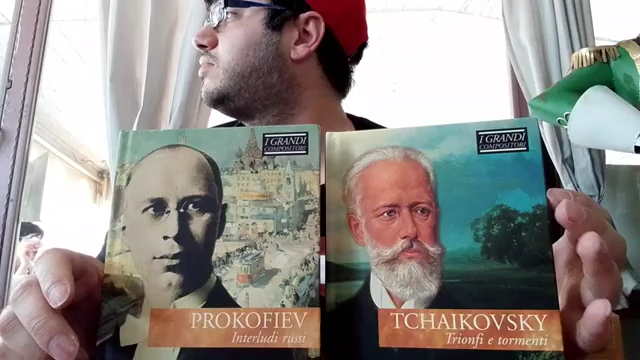 I GRANDI
COMPOSITORI
PROKOFIEV
Interludi russi
I GRANDI
COMPOSITORI
TCHAIKOVSKY
Trionfi e tormenti